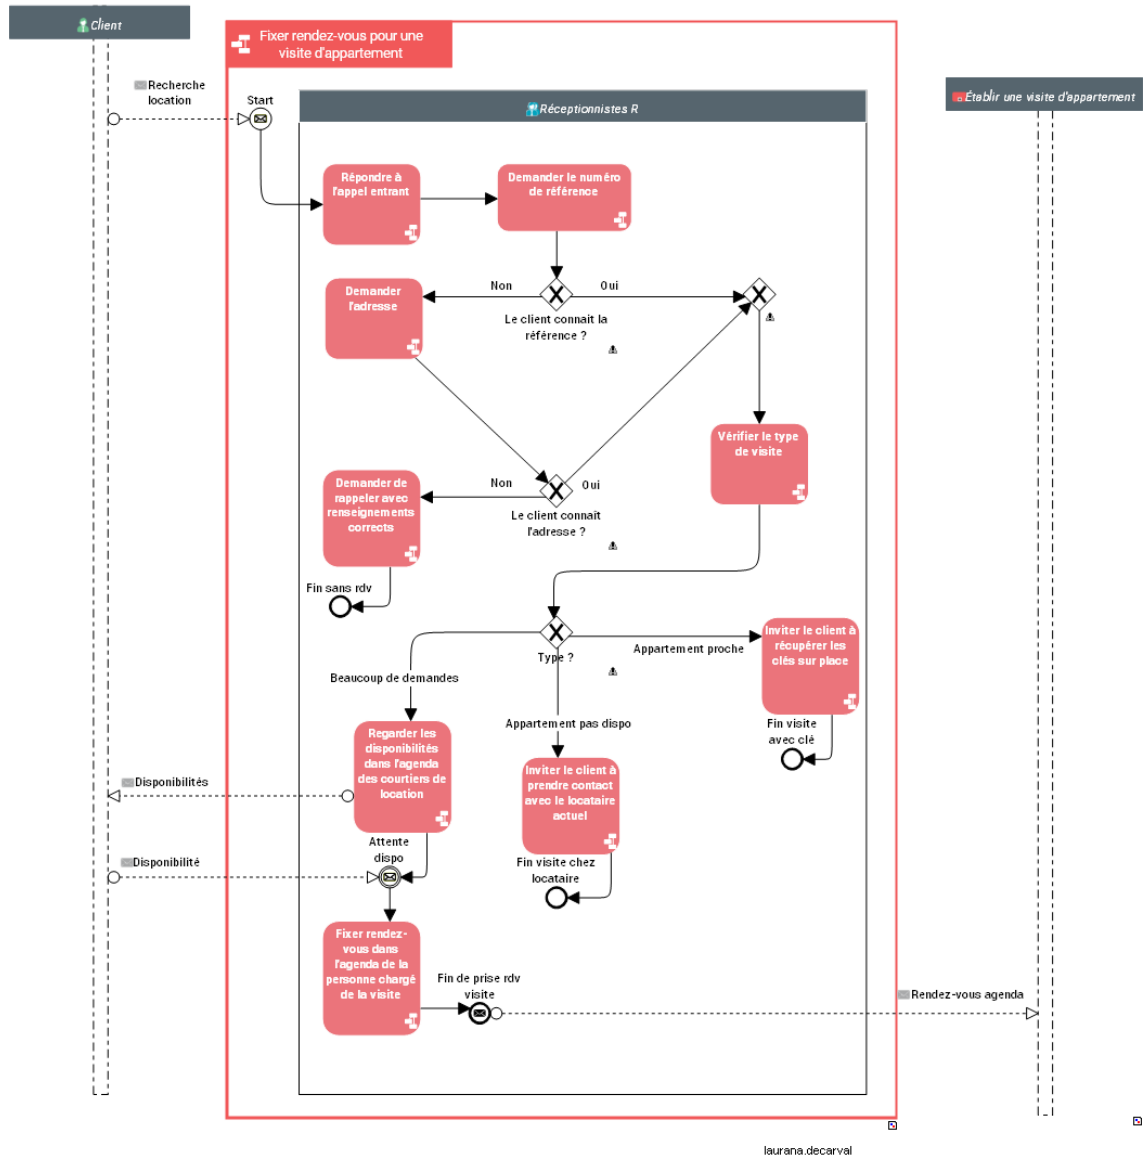 Client
Fixer rendez-vous pour une
visite d'appartement
Recherche
location
Start
Réceptionnistes R
Établir une visite d'appartement
Répondre à
l'appel entrant
Demander le numéro
de référence
Demander
l'adresse
Non
Oui
Le client connait la
référence ?
Vérifier le type
de visite
Demander de
rappeler avec
renseignements
corrects
Non
Oui
Le client connait
l'adresse ?
Fin sans rdv
Type ?
Appartement proche
Inviter le client à
récupérer les
clés sur place
Beaucoup de demandes
Appartement pas dispo
Fin visite
avec clé
Regarder les
disponibilités
dans l'agenda
des courtiers de
location
Inviter le client à
prendre contact
avec le locataire
actuel
Disponibilités
Attente
dispo
Fin visite chez
locataire
Disponibilité
Fixer rendez-
vous dans
l'agenda de la
personne chargé
de la visite
Fin de prise rdv
visite
Rendez-vous agenda
laurana.decarval